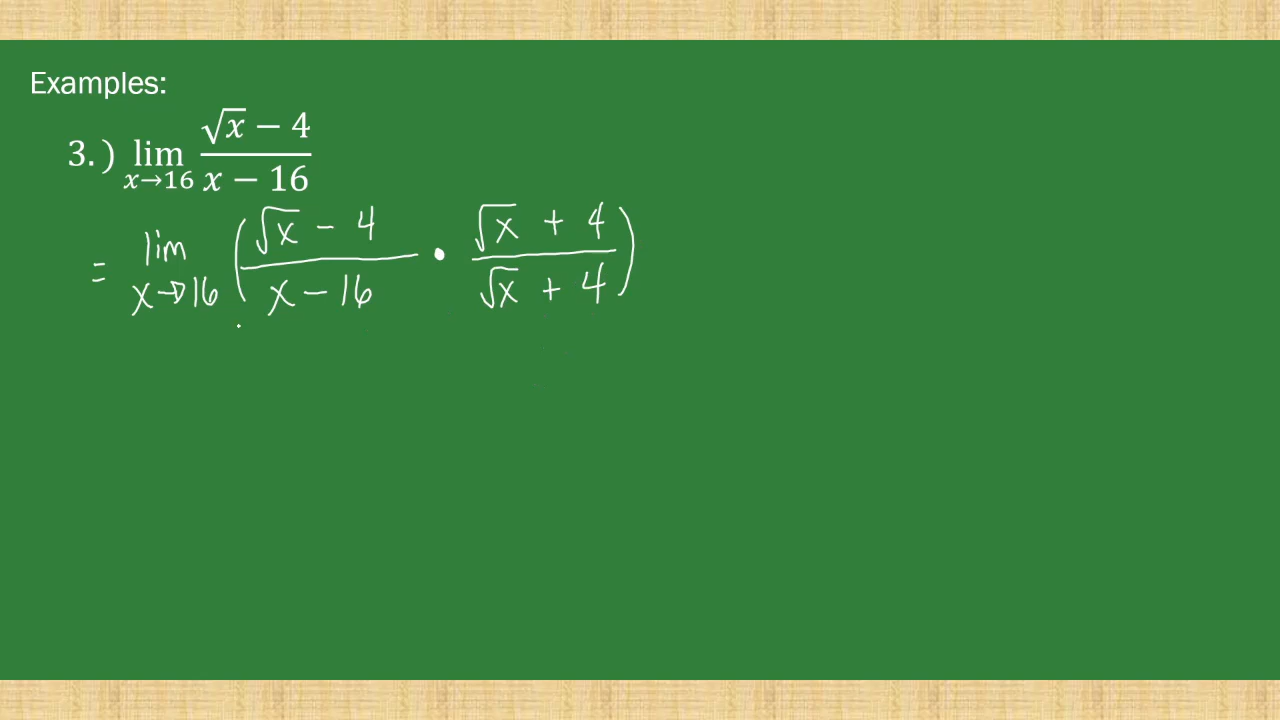 Examples:
3.) lim x→16 (√x − 4)/(x − 16)
= lim x→16 ( (√x − 4)/(x − 16) • (√x + 4)/(√x + 4) )